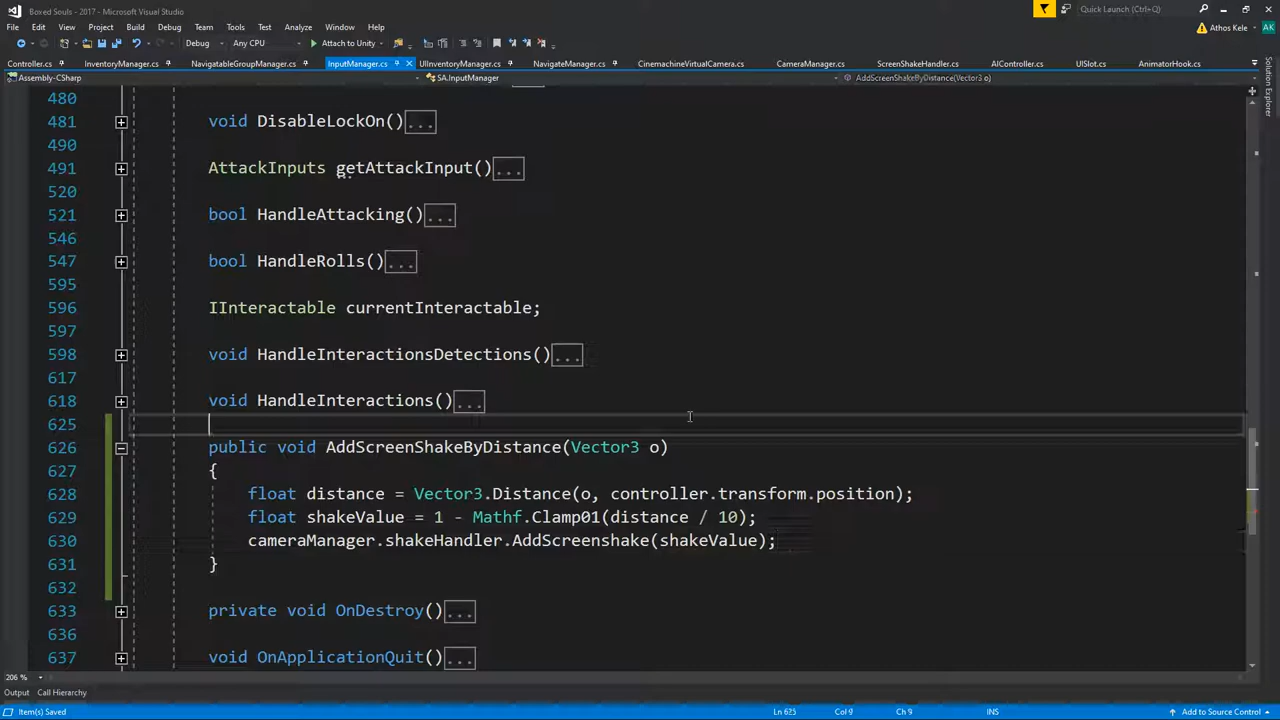 Boxed Souls - 2017 - Microsoft Visual Studio
Quick Launch (Ctrl+Q)
File Edit View Project Build Debug Team Tools Test Analyze Window Help
Athos Kele AK
Debug Any CPU Attach to Unity
Controller.cs InventoryManager.cs NavigatableGroupManager.cs InputManager.cs UIInventoryManager.cs NavigateManager.cs CinemachineVirtualCamera.cs CameraManager.cs ScreenShakeHandler.cs AIController.cs UISlot.cs AnimatorHook.cs
Assembly-CSharp SA.InputManager AddScreenShakeByDistance(Vector3 o)
Solution Explorer
480
481 void DisableLockOn()...
490
491 AttackInputs getAttackInput()...
520
521 bool HandleAttacking()...
546
547 bool HandleRolls()...
595
596 IInteractable currentInteractable;
597
598 void HandleInteractionsDetections()...
617
618 void HandleInteractions()...
625
626 public void AddScreenShakeByDistance(Vector3 o)
627 {
628 float distance = Vector3.Distance(o, controller.transform.position);
629 float shakeValue = 1 - Mathf.Clamp01(distance / 10);
630 cameraManager.shakeHandler.AddScreenshake(shakeValue);
631 }
632
633 private void OnDestroy()...
636
637 void OnApplicationQuit()...
206 %
Output Call Hierarchy
Item(s) Saved Ln 625 Col 9 Ch 9 INS Add to Source Control